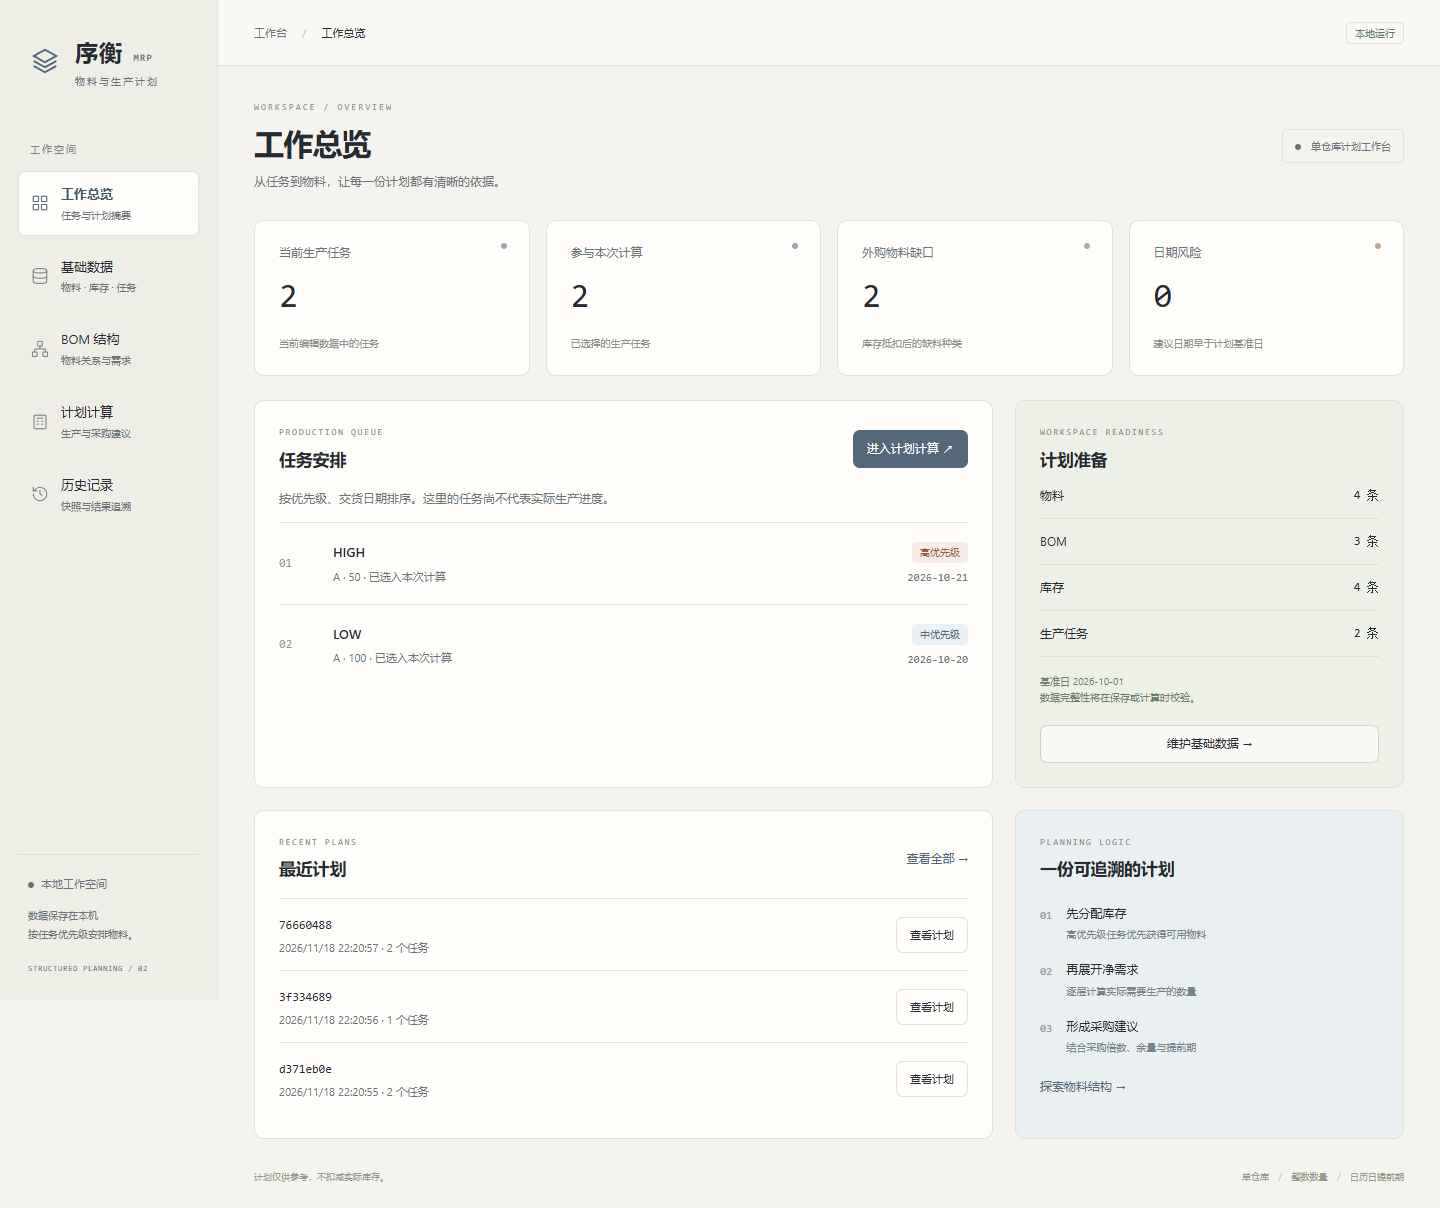 序衡 MRP
物料与生产计划
工作空间
工作总览
任务与计划摘要
基础数据
物料 · 库存 · 任务
BOM 结构
物料关系与需求
计划计算
生产与采购建议
历史记录
快照与结果追溯
本地工作空间
数据保存在本机
按任务优先级安排物料。
STRUCTURED PLANNING / 02
工作台 / 工作总览
本地运行
WORKSPACE / OVERVIEW
工作总览
从任务到物料，让每一份计划都有清晰的依据。
单仓库计划工作台
当前生产任务
2
当前编辑数据中的任务
参与本次计算
2
已选择的生产任务
外购物料缺口
2
库存抵扣后的缺料种类
日期风险
0
建议日期早于计划基准日
PRODUCTION QUEUE
任务安排
进入计划计算 ↗
按优先级、交货日期排序。这里的任务尚不代表实际生产进度。
01
HIGH
A · 50 · 已选入本次计算
高优先级
2026-10-21
02
LOW
A · 100 · 已选入本次计算
中优先级
2026-10-20
WORKSPACE READINESS
计划准备
物料 4 条
BOM 3 条
库存 4 条
生产任务 2 条
基准日 2026-10-01
数据完整性将在保存或计算时校验。
维护基础数据 →
RECENT PLANS
最近计划
查看全部 →
76660488
2026/11/18 22:20:57 · 2 个任务
查看计划
3f334689
2026/11/18 22:20:56 · 1 个任务
查看计划
d371eb0e
2026/11/18 22:20:55 · 2 个任务
查看计划
PLANNING LOGIC
一份可追溯的计划
01 先分配库存
高优先级任务优先获得可用物料
02 再展开净需求
逐层计算实际需要生产的数量
03 形成采购建议
结合采购倍数、余量与提前期
探索物料结构 →
计划仅供参考，不扣减实际库存。
单仓库 / 整数数量 / 日历日提前期